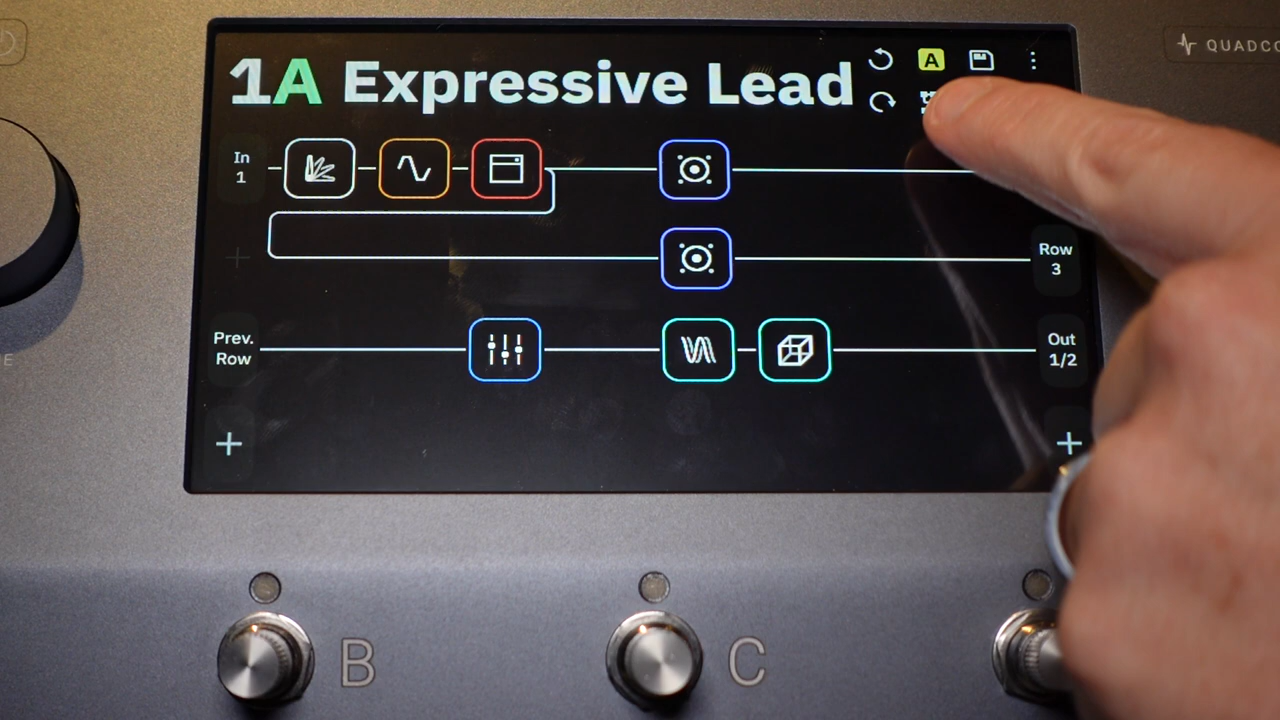 QUADCO
1A Expressive Lead
A
In
1
Row
3
Prev.
Row
Out
1/2
E
B
C